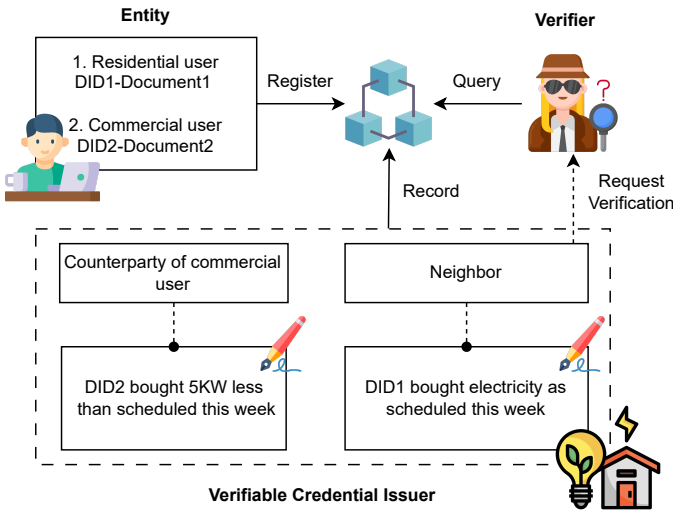 Entity
Verifier
1. Residential user
DID1-Document1
2. Commercial user
DID2-Document2
Register
Query
?
Record
Request
Verification
Counterparty of commercial
user
Neighbor
DID2 bought 5KW less
than scheduled this week
DID1 bought electricity as
scheduled this week
Verifiable Credential Issuer